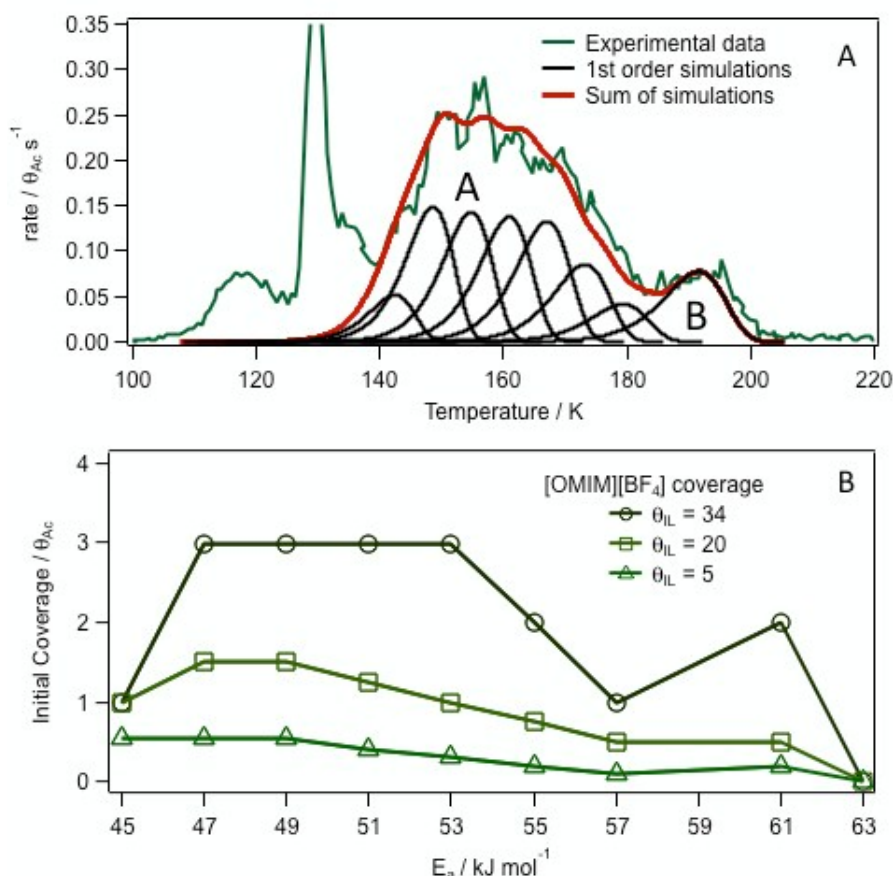 A
Experimental data
1st order simulations
Sum of simulations
0.35
0.30
0.25
0.20
0.15
0.10
0.05
0.00
rate / θAc s-1
A
B
100 120 140 160 180 200 220
Temperature / K
B
[OMIM][BF4] coverage
θIL = 34
θIL = 20
θIL = 5
4
3
2
1
0
Initial Coverage / θAc
45 47 49 51 53 55 57 59 61 63
Ea / kJ mol-1